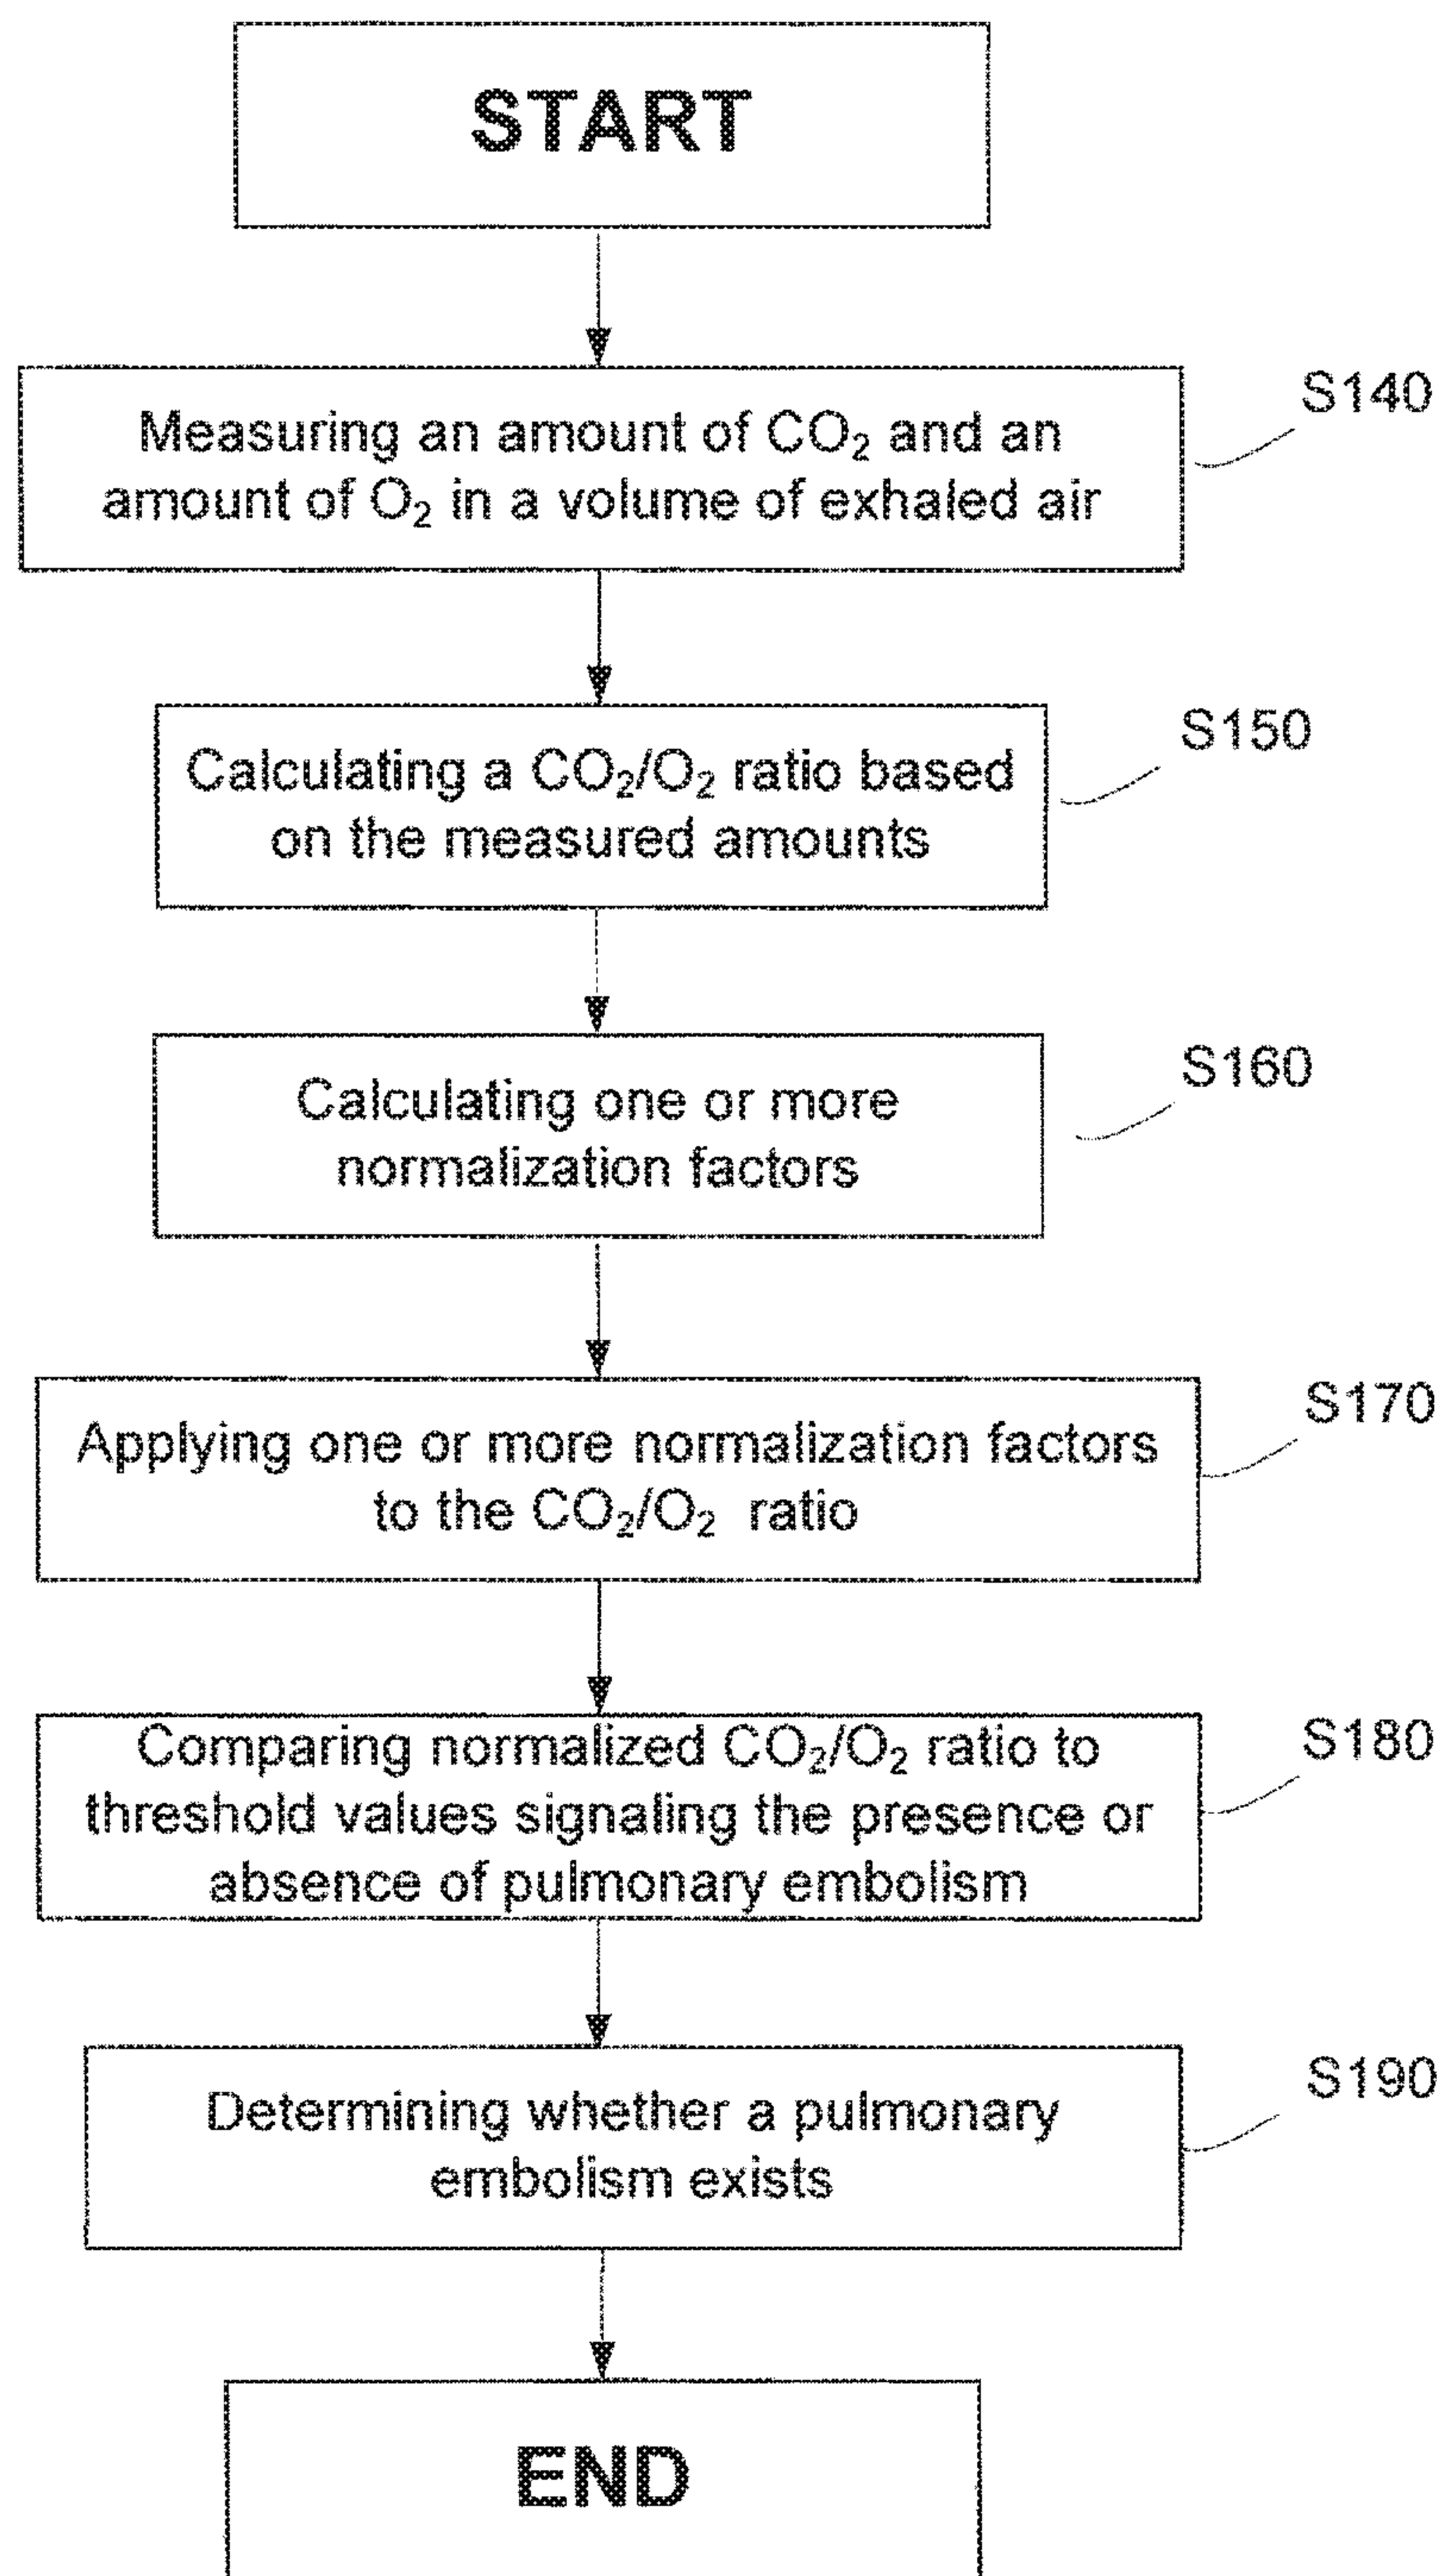 START
Measuring an amount of CO₂ and an
amount of O₂ in a volume of exhaled air
S140
Calculating a CO₂/O₂ ratio based
on the measured amounts
S150
Calculating one or more
normalization factors
S160
Applying one or more normalization factors
to the CO₂/O₂ ratio
S170
Comparing normalized CO₂/O₂ ratio to
threshold values signaling the presence or
absence of pulmonary embolism
S180
Determining whether a pulmonary
embolism exists
S190
END